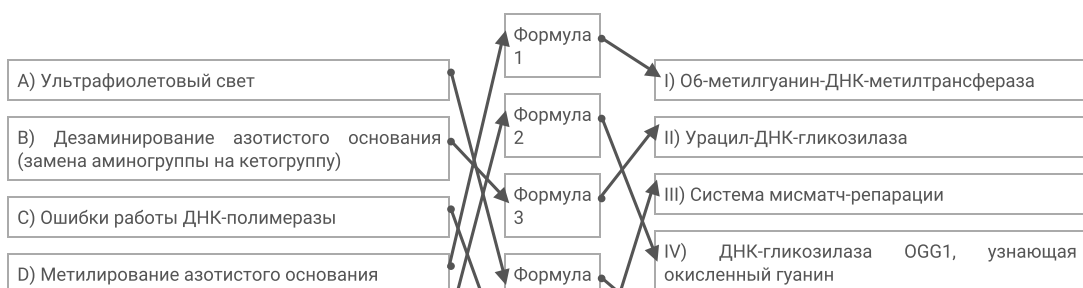 A) Ультрафиолетовый свет
B) Дезаминирование азотистого основания
(замена аминогруппы на кетогруппу)
C) Ошибки работы ДНК-полимеразы
D) Метилирование азотистого основания
Формула
1
Формула
2
Формула
3
Формула
I) О6-метилгуанин-ДНК-метилтрансфераза
II) Урацил-ДНК-гликозилаза
III) Система мисматч-репарации
IV) ДНК-гликозилаза OGG1, узнающая
окисленный гуанин